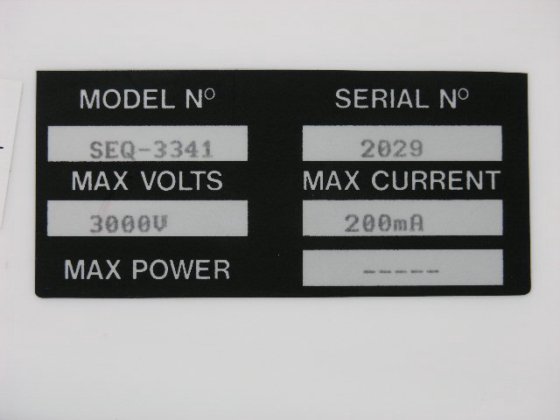 MODEL Nº SERIAL Nº
SEQ-3341 2029
MAX VOLTS MAX CURRENT
3000V 200mA
MAX POWER -----